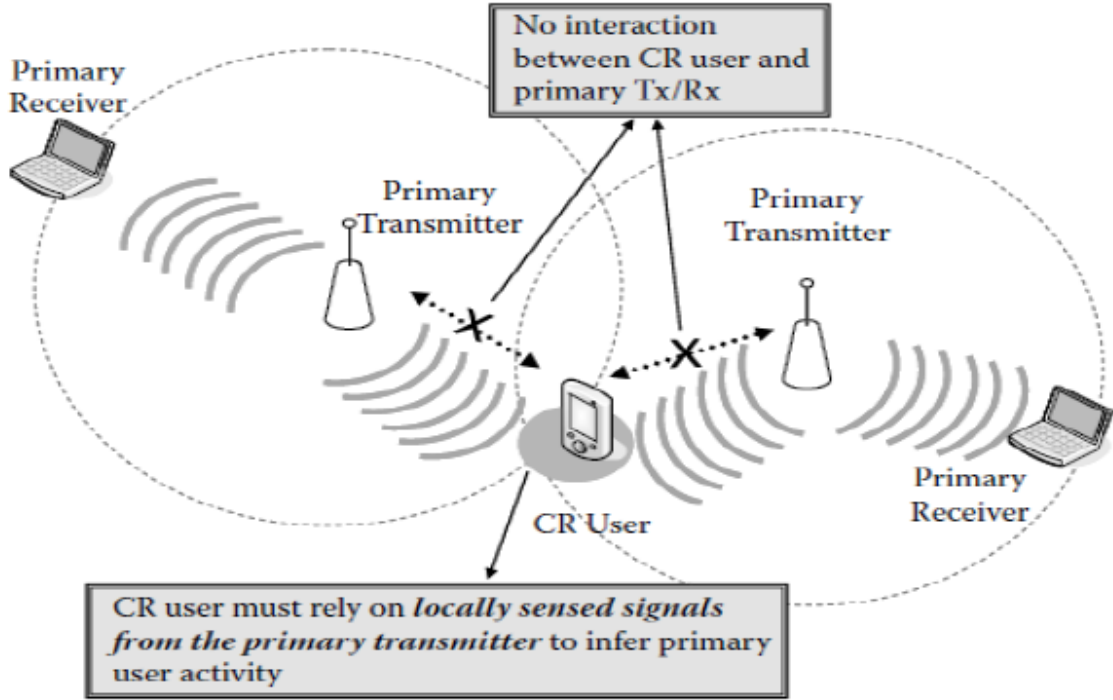 No interaction
between CR user and
primary Tx/Rx
Primary
Receiver
Primary
Transmitter
Primary
Transmitter
Primary
Receiver
CR User
CR user must rely on locally sensed signals
from the primary transmitter to infer primary
user activity